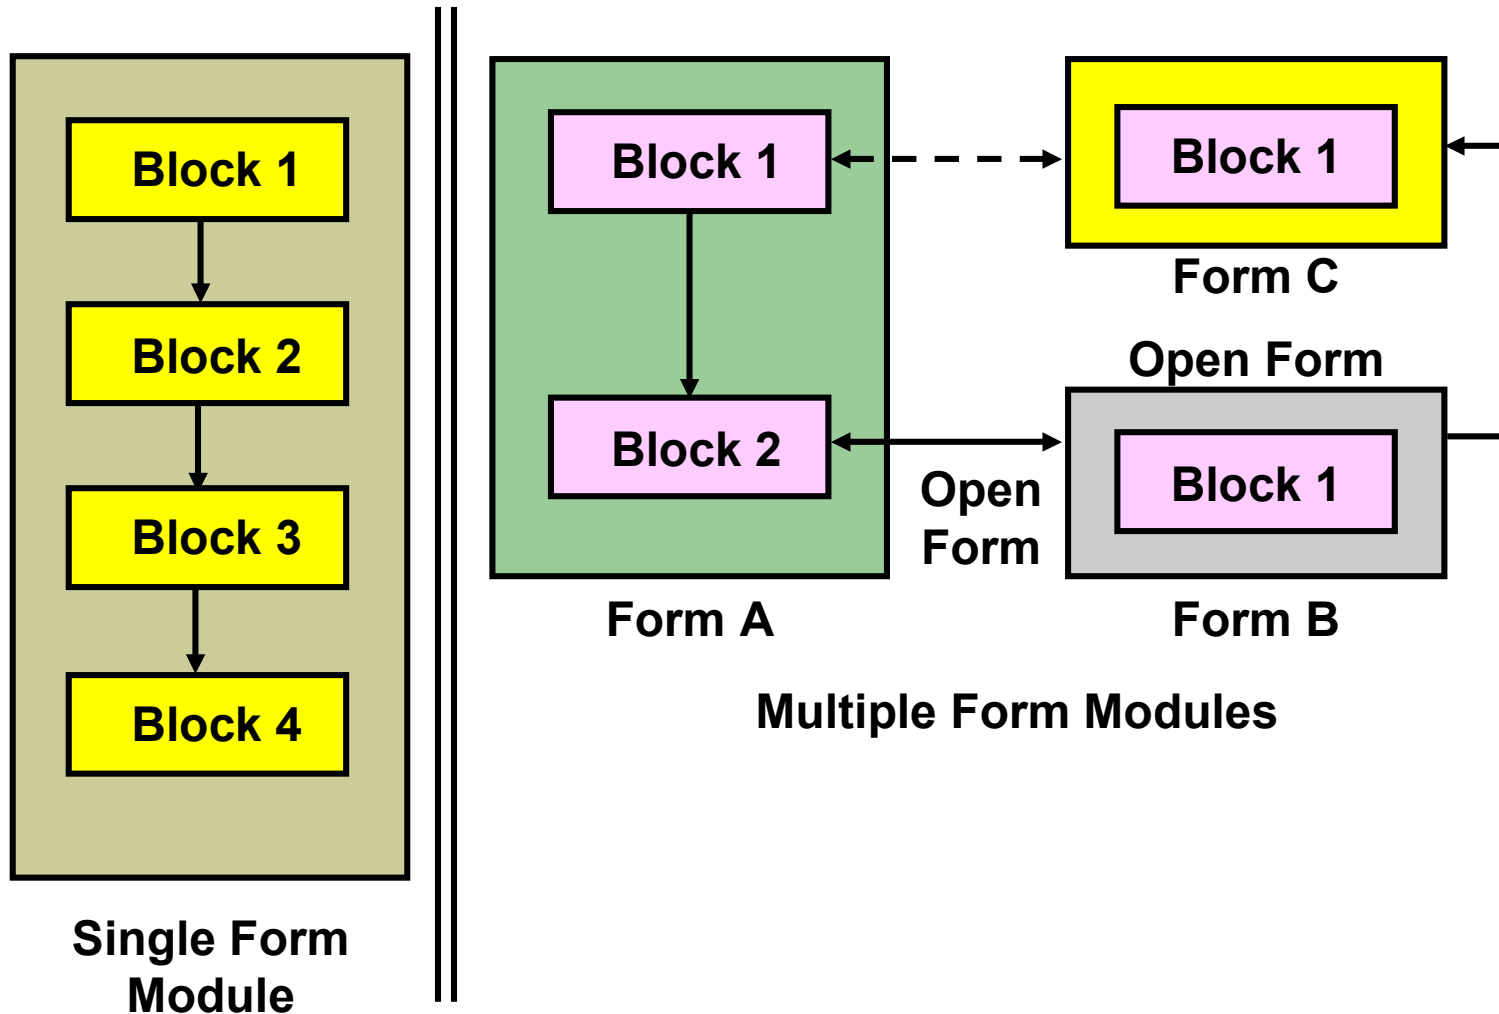 Block 1
Block 2
Block 3
Block 4
Single Form
Module
Block 1
Block 2
Form A
Block 1
Form C
Open Form
Open
Form
Block 1
Form B
Multiple Form Modules